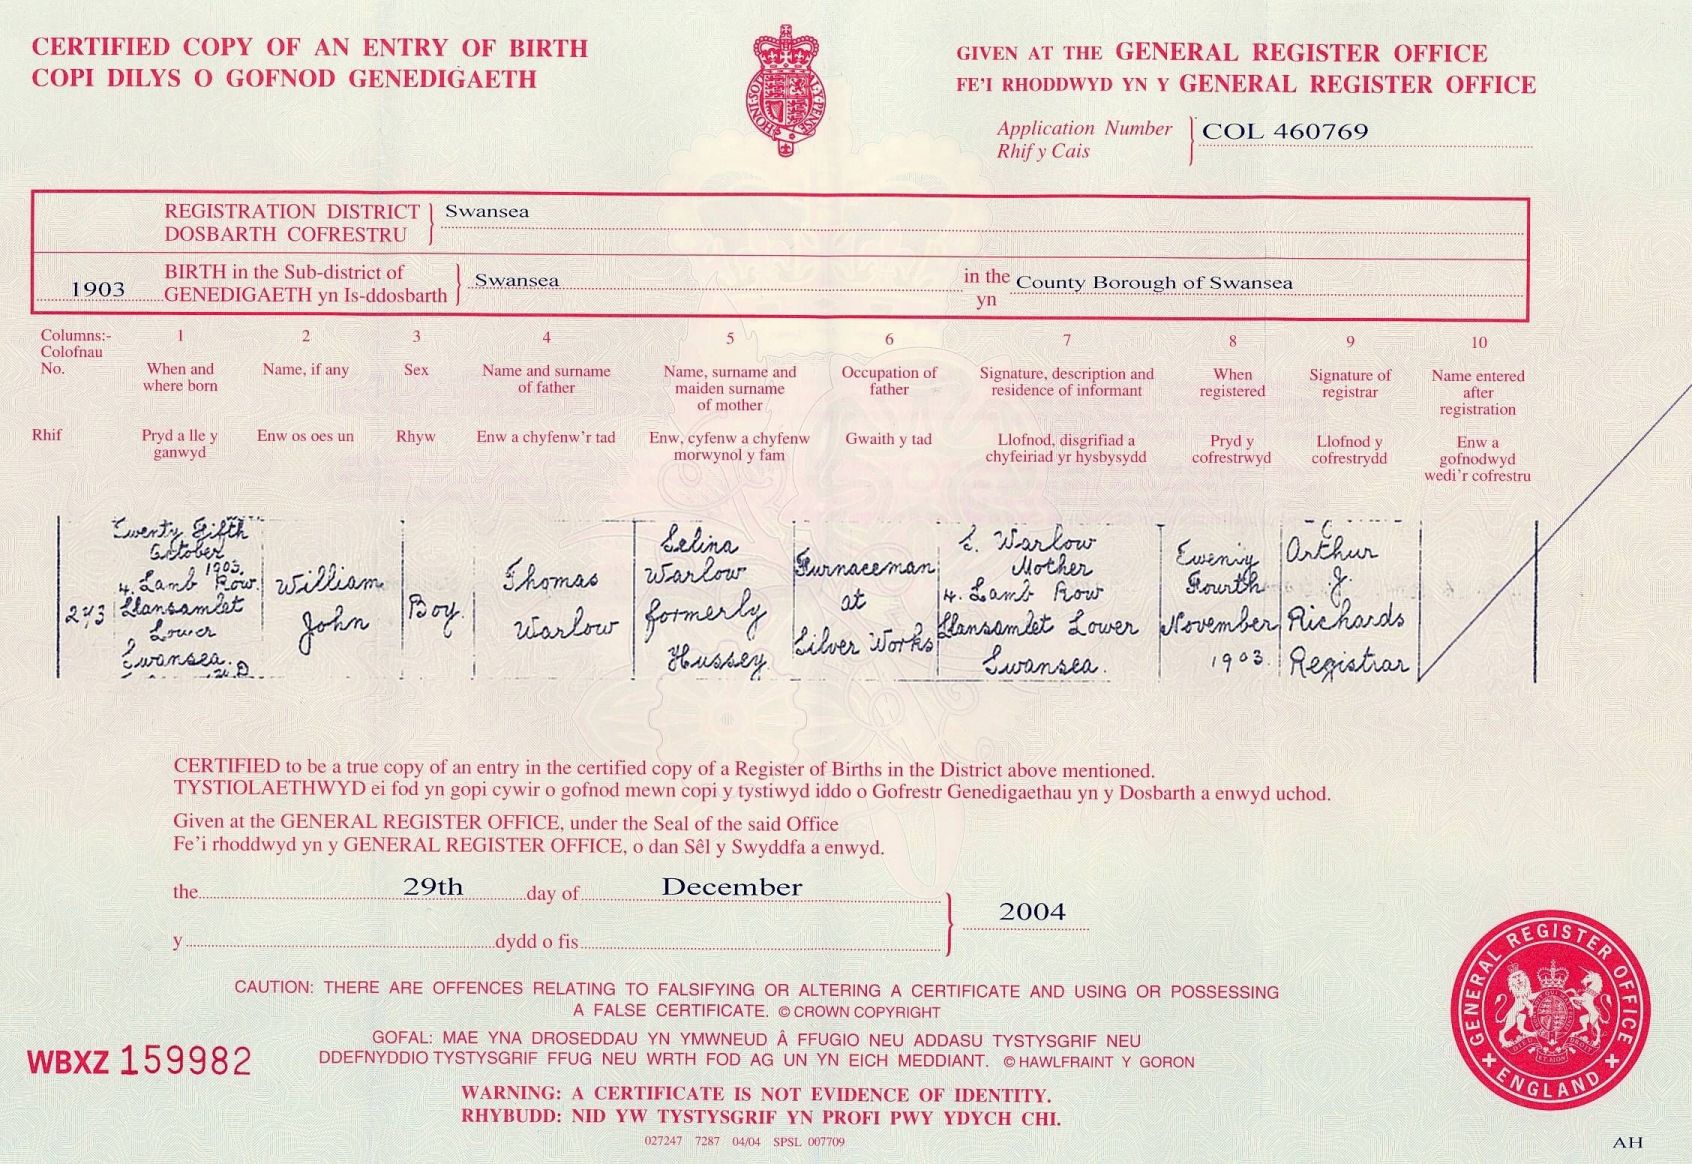 CERTIFIED COPY OF AN ENTRY OF BIRTH
COPI DILYS O GOFNOD GENEDIGAETH
HONI·SOIT
MAL·Y·PENSE
GIVEN AT THE GENERAL REGISTER OFFICE
FE'I RHODDWYD YN Y GENERAL REGISTER OFFICE
Application Number
Rhif y Cais
COL 460769
REGISTRATION DISTRICT
DOSBARTH COFRESTRU
Swansea
1903
BIRTH in the Sub-district of
GENEDIGAETH yn Is-ddosbarth
Swansea
in the
yn
County Borough of Swansea
Columns:-
Colofnau
No.
Rhif
1
When and
where born
Pryd a lle y
ganwyd
2
Name, if any
Enw os oes un
3
Sex
Rhyw
4
Name and surname
of father
Enw a chyfenw'r tad
5
Name, surname and
maiden surname
of mother
Enw, cyfenw a chyfenw
morwynol y fam
6
Occupation of
father
Gwaith y tad
7
Signature, description and
residence of informant
Llofnod, disgrifiad a
chyfeiriad yr hysbysydd
8
When
registered
Pryd y
cofrestrwyd
9
Signature of
registrar
Llofnod y
cofrestrydd
10
Name entered
after
registration
Enw a
gofnodwyd
wedi'r cofrestru
273
Twenty Fifth
October
1903.
4. Lamb Row.
Llansamlet
Lower
Swansea.
U.D
William
John
Boy.
Thomas
Warlow
Selina
Warlow
formerly
Hussey
Furnaceman
at
Silver Works
S. Warlow
Mother
4. Lamb Row
Llansamlet Lower
Swansea.
Twenty
Fourth
November
1903.
Arthur
J.
Richards
Registrar
CERTIFIED to be a true copy of an entry in the certified copy of a Register of Births in the District above mentioned.
TYSTIOLAETHWYD ei fod yn gopi cywir o gofnod mewn copi y tystiwyd iddo o Gofrestr Genedigaethau yn y Dosbarth a enwyd uchod.
Given at the GENERAL REGISTER OFFICE, under the Seal of the said Office
Fe'i rhoddwyd yn y GENERAL REGISTER OFFICE, o dan Sêl y Swyddfa a enwyd.
the 29th day of December
2004
y dydd o fis
CAUTION: THERE ARE OFFENCES RELATING TO FALSIFYING OR ALTERING A CERTIFICATE AND USING OR POSSESSING
A FALSE CERTIFICATE. © CROWN COPYRIGHT
GOFAL: MAE YNA DROSEDDAU YN YMWNEUD Â FFUGIO NEU ADDASU TYSTYSGRIF NEU
DDEFNYDDIO TYSTYSGRIF FFUG NEU WRTH FOD AG UN YN EICH MEDDIANT. © HAWLFRAINT Y GORON
WBXZ 159982
WARNING: A CERTIFICATE IS NOT EVIDENCE OF IDENTITY.
RHYBUDD: NID YW TYSTYSGRIF YN PROFI PWY YDYCH CHI.
027247 7287 04/04 SPSL 007709
GENERAL REGISTER OFFICE
ENGLAND
AH